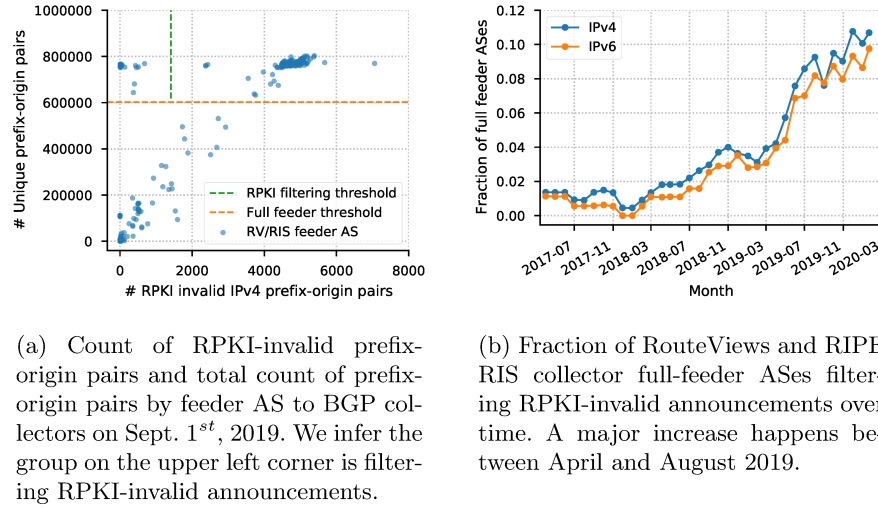 # Unique prefix-origin pairs
1000000
800000
600000
400000
200000
0
RPKI filtering threshold
Full feeder threshold
RV/RIS feeder AS
0 2000 4000 6000 8000
# RPKI invalid IPv4 prefix-origin pairs
Fraction of full feeder ASes
0.12
0.10
0.08
0.06
0.04
0.02
0.00
IPv4
IPv6
2017-07 2017-11 2018-03 2018-07 2018-11 2019-03 2019-07 2019-11 2020-03
Month
(a) Count of RPKI-invalid prefix-
origin pairs and total count of prefix-
origin pairs by feeder AS to BGP col-
lectors on Sept. 1st, 2019. We infer the
group on the upper left corner is filter-
ing RPKI-invalid announcements.
(b) Fraction of RouteViews and RIPE
RIS collector full-feeder ASes filter-
ing RPKI-invalid announcements over
time. A major increase happens be-
tween April and August 2019.